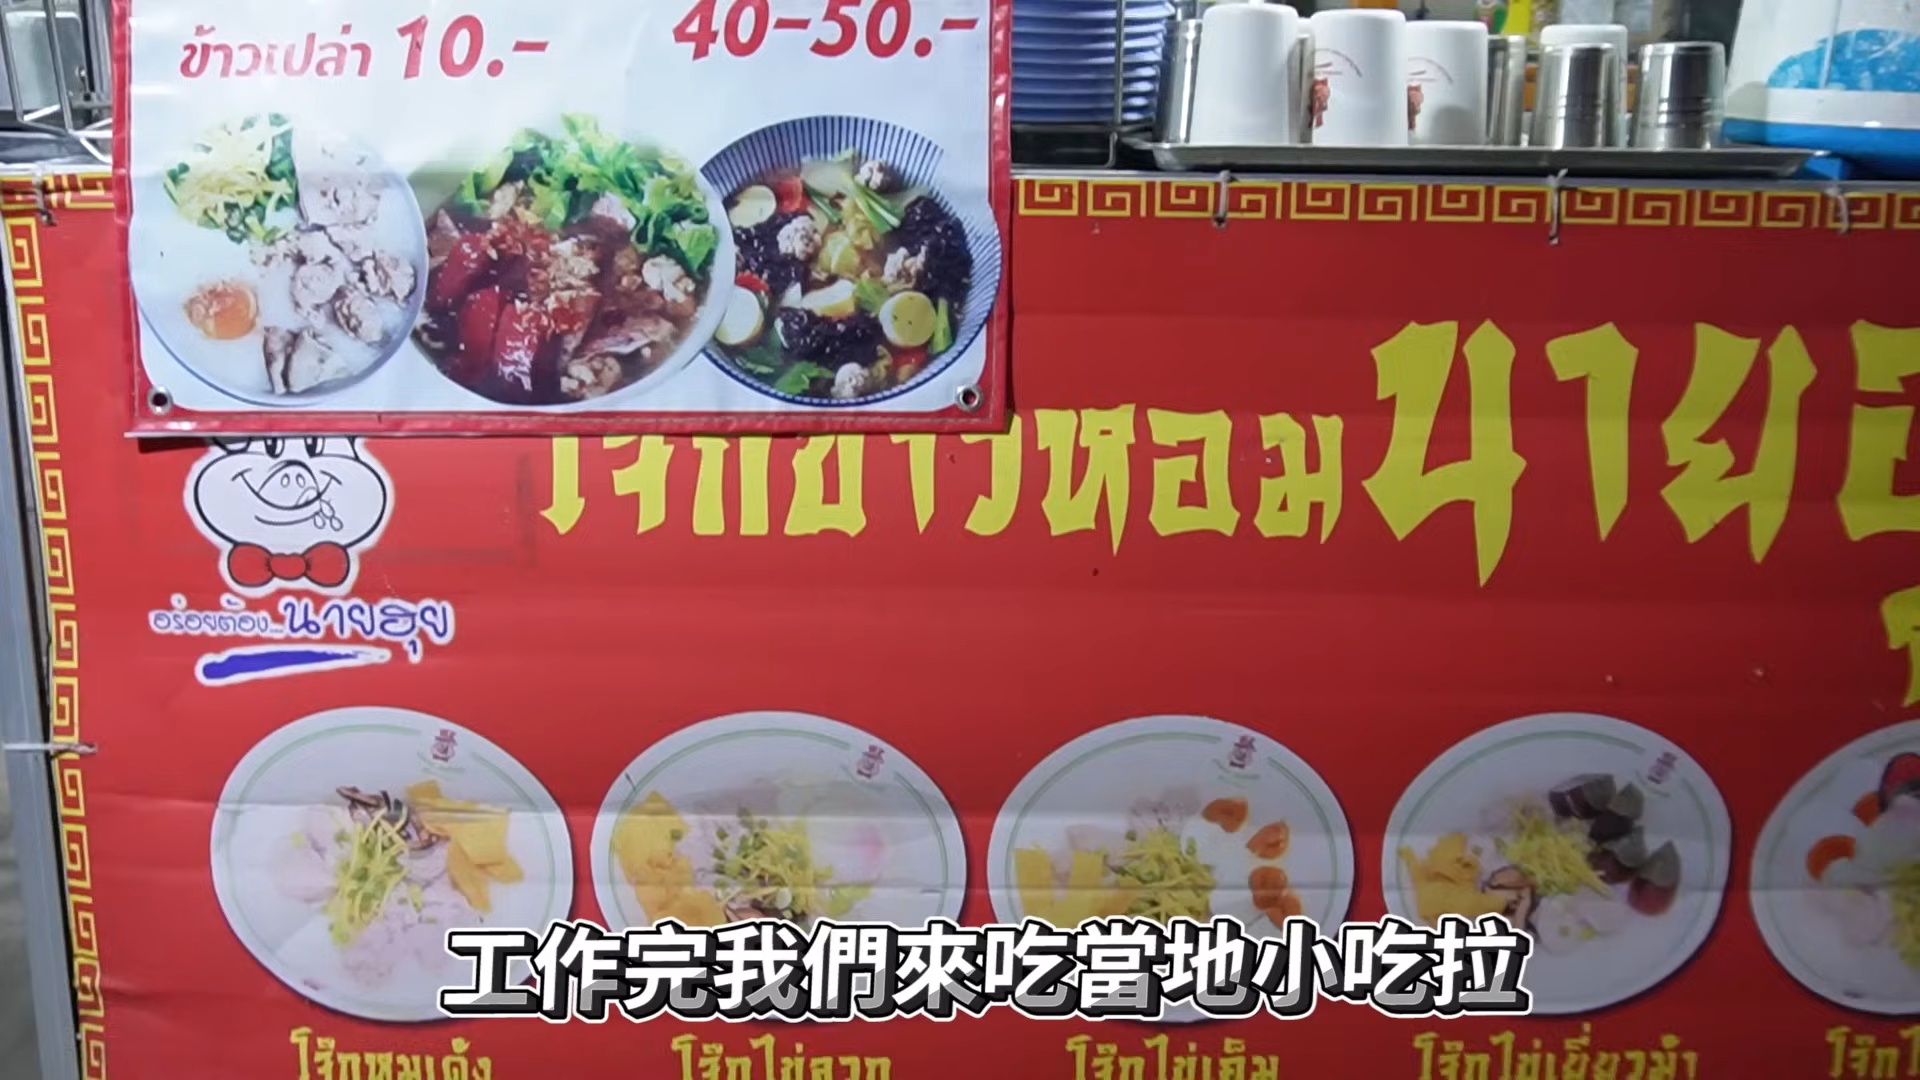 ข้าวเปล่า 10.-
40-50.-
โจ๊กข้าวหอมนาย
อร่อยต้อง...นายฮุย
工作完我們來吃當地小吃拉
โจ๊กหมูเด้ง
โจ๊กไข่ลวก
โจ๊กไข่เค็ม
โจ๊กไข่เยี่ยวม้า